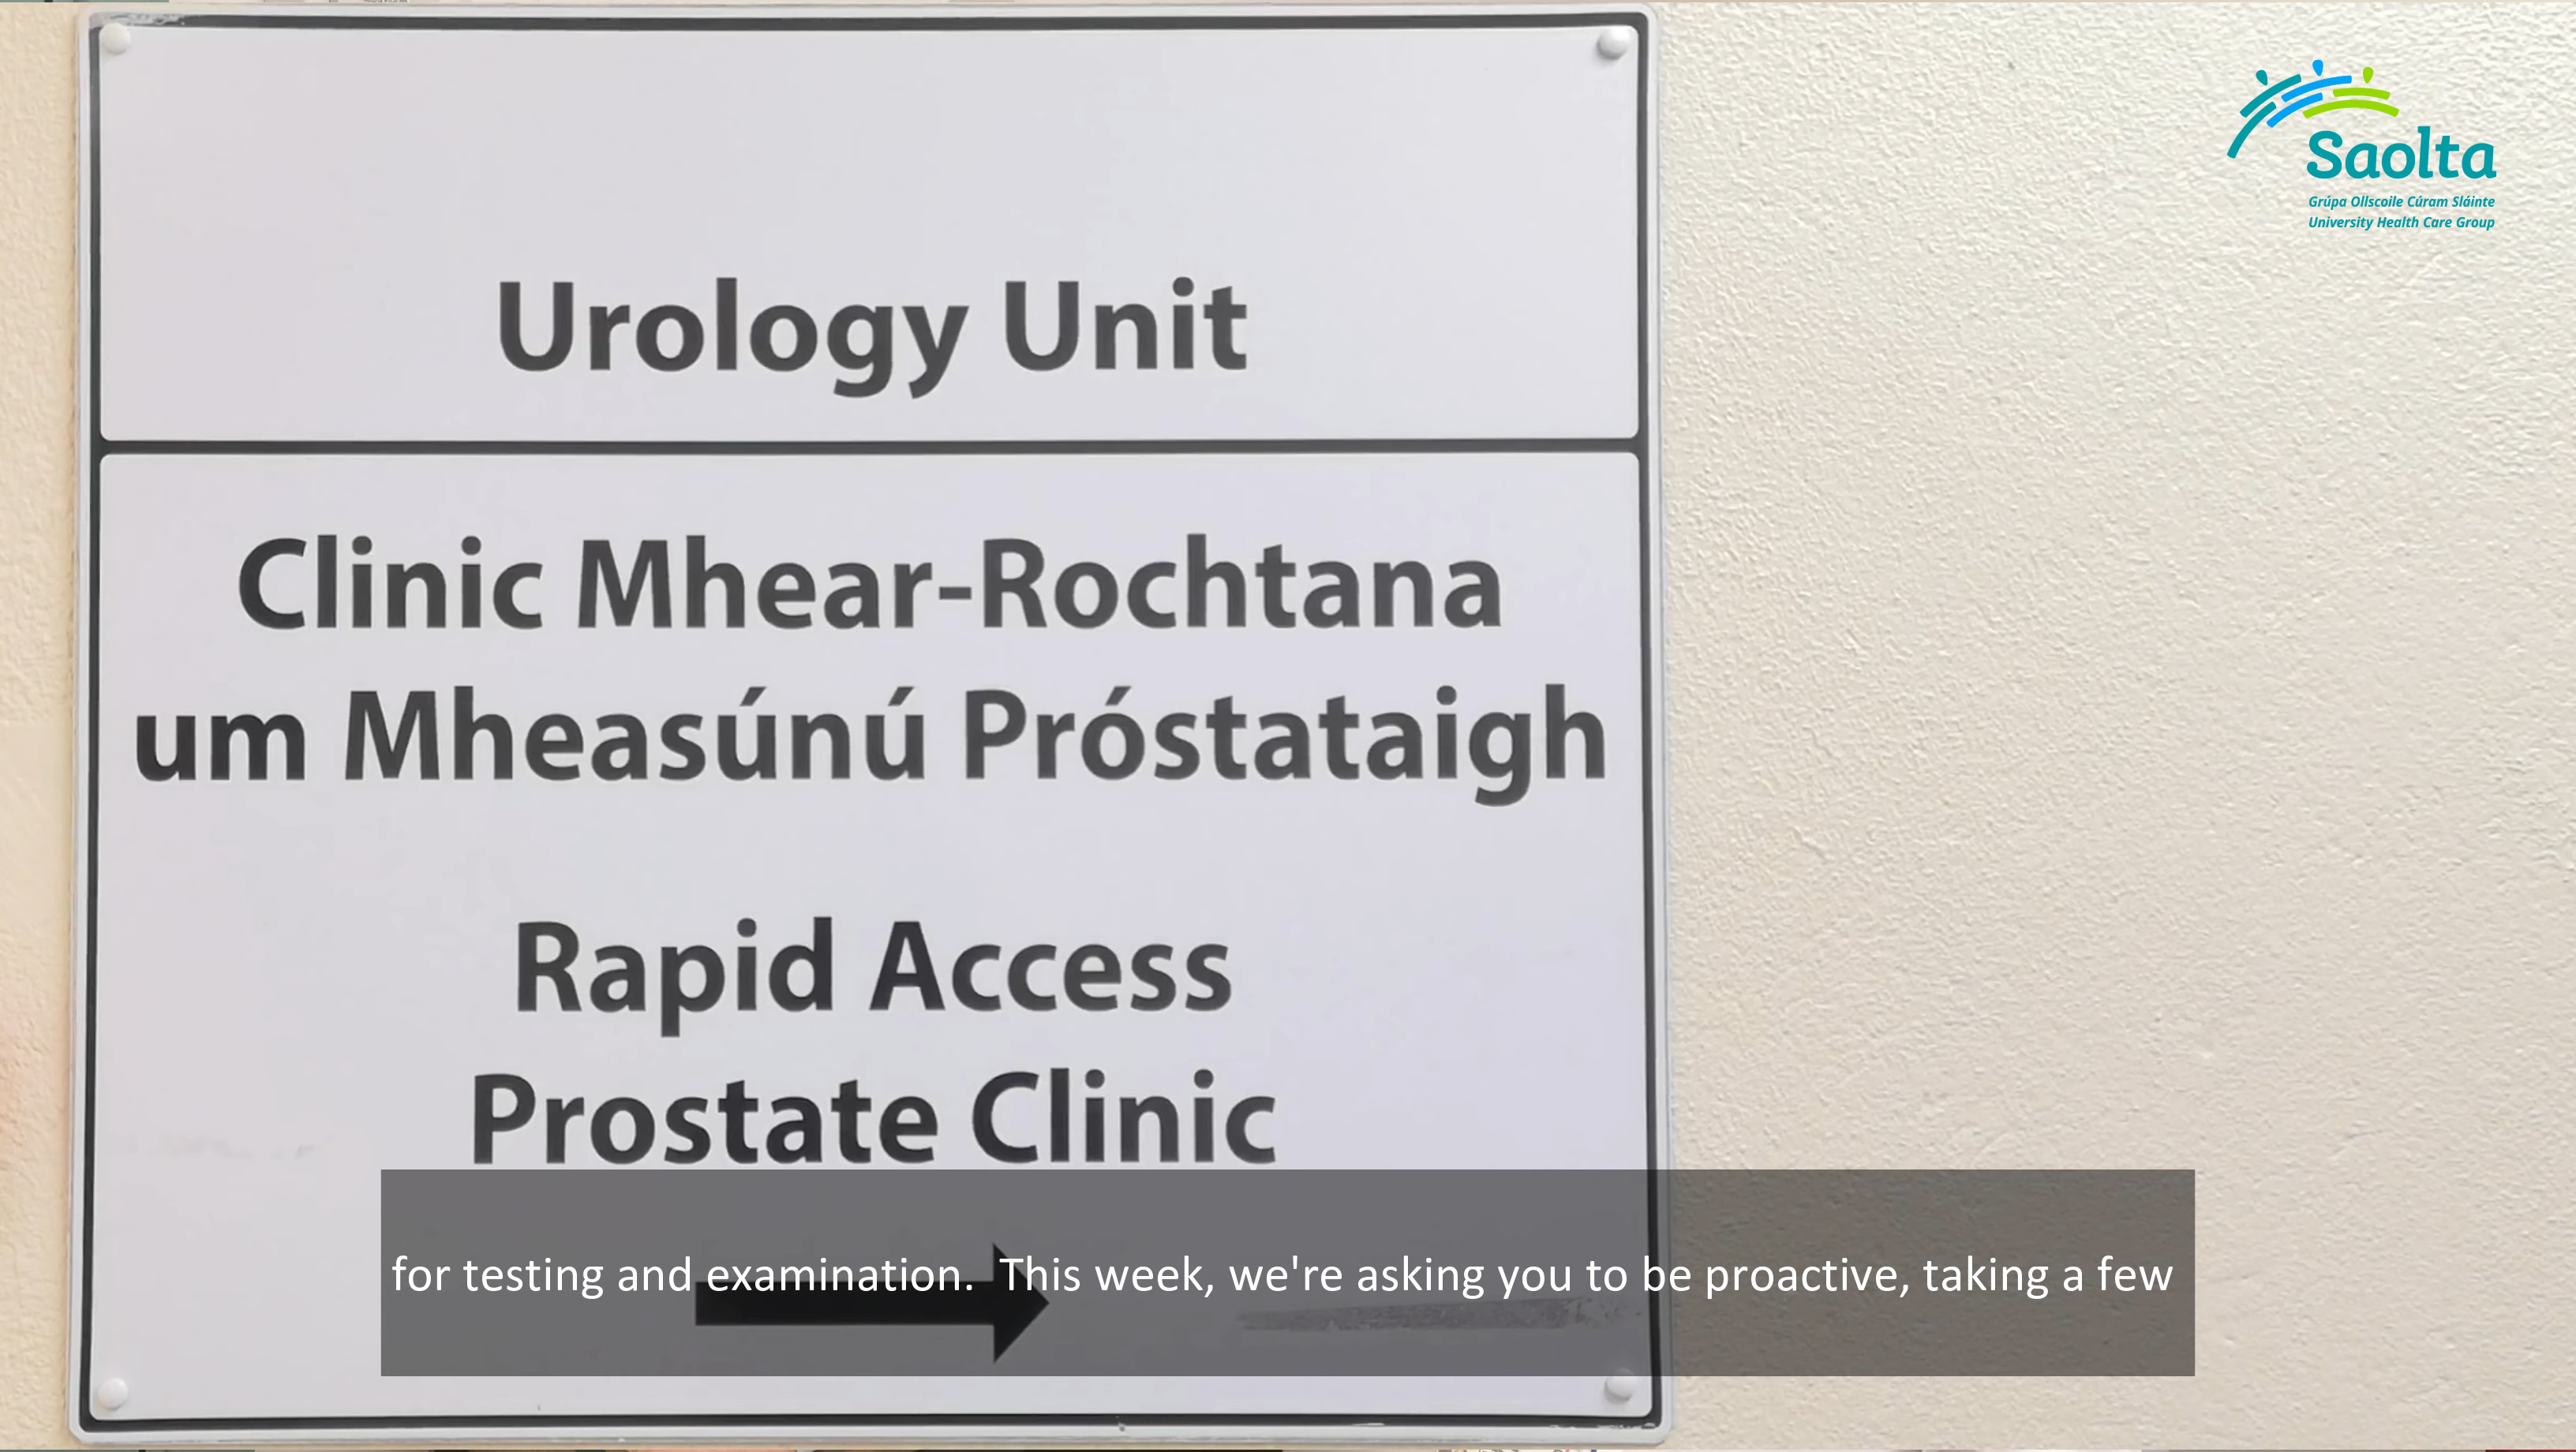 Saolta
Grúpa Ollscoile Cúram Sláinte
University Health Care Group
Urology Unit
Clinic Mhear-Rochtana
um Mheasúnú Próstataigh
Rapid Access
Prostate Clinic
for testing and examination.  This week, we're asking you to be proactive, taking a few